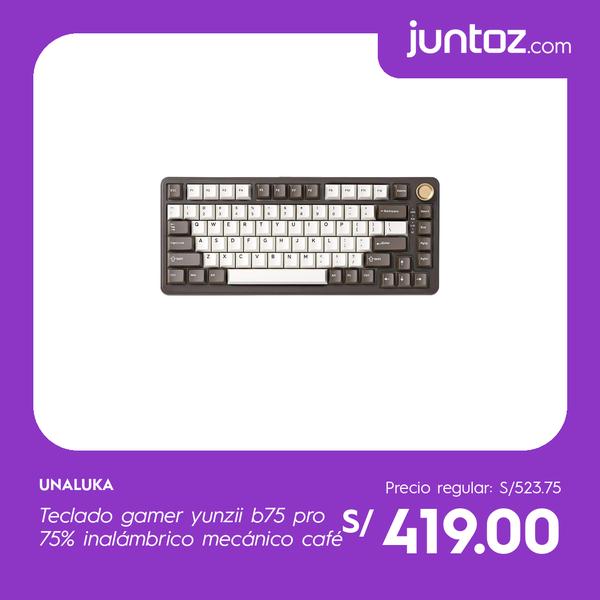 juntoz.com
Q W E R T Y U I O P
A S D F G H J K L
Z X C V B N M
UNALUKA
Precio regular: S/523.75
Teclado gamer yunzii b75 pro
75% inalámbrico mecánico café
S/ 419.00